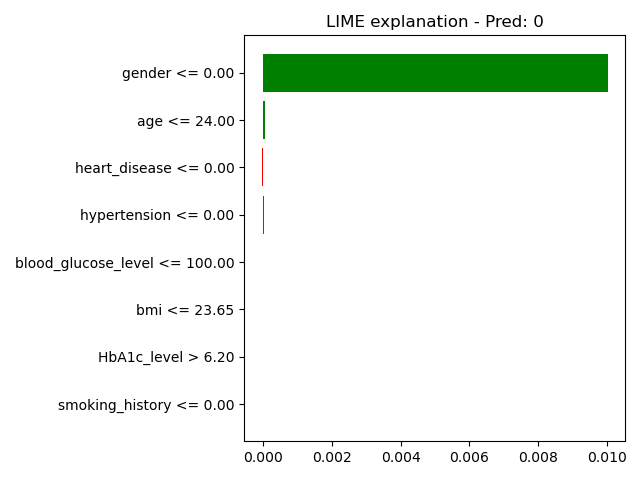 LIME explanation - Pred: 0
gender <= 0.00
age <= 24.00
heart_disease <= 0.00
hypertension <= 0.00
blood_glucose_level <= 100.00
bmi <= 23.65
HbA1c_level > 6.20
smoking_history <= 0.00
0.000 0.002 0.004 0.006 0.008 0.010